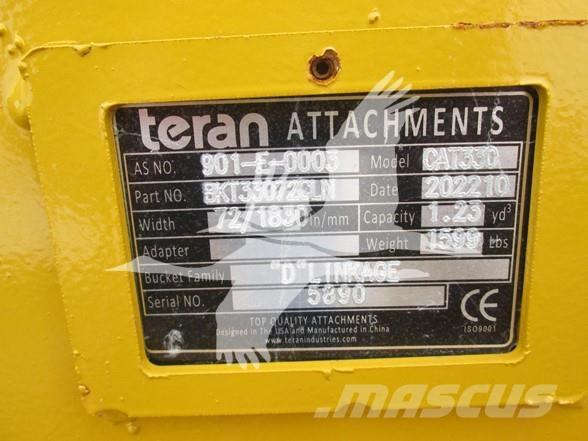 teran ATTACHMENTS
AS NO. 901-E-0003 Model CAT330
Part NO. BKT33072CLN Date 202210
Width 72/1830 in/mm Capacity 1.23 yd³
Adapter Weight 1599 Lbs
Bucket Family "D"LINKAGE
Serial NO. 5890
TOP QUALITY ATTACHMENTS
Designed in The USA and Manufactured in China
www.teranindustries.com
CE
ISO9001
MASCUS